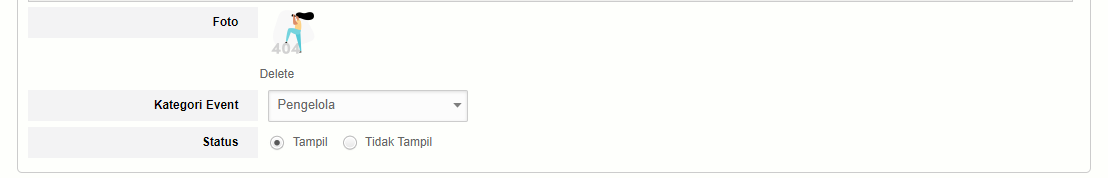 Foto
404
Delete
Kategori Event Pengelola
Status Tampil Tidak Tampil